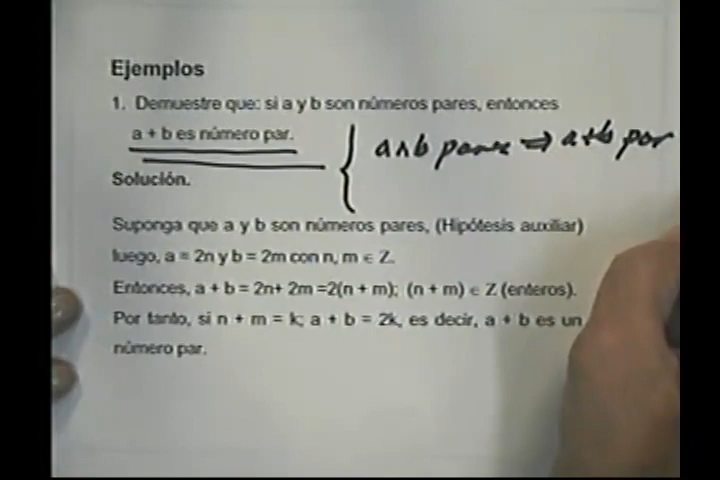 Ejemplos
1. Demuestre que: si a y b son números pares, entonces
a + b es número par.
a ∧ b pares ⇒ a+b par
Solución.
Suponga que a y b son números pares, (Hipótesis auxiliar)
luego, a = 2n y b = 2m con n, m ∈ Z.
Entonces, a + b = 2n+ 2m =2(n + m); (n + m) ∈ Z (enteros).
Por tanto, si n + m = k; a + b = 2k, es decir, a + b es un
número par.